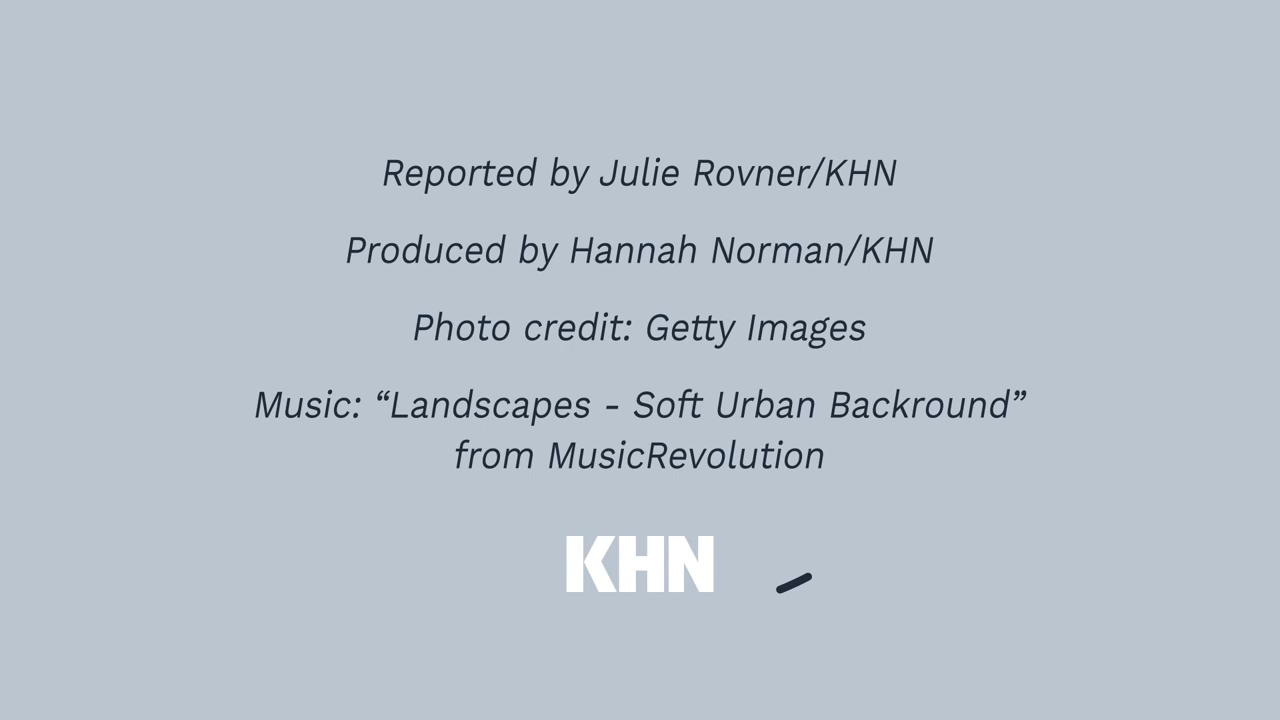 Reported by Julie Rovner/KHN
Produced by Hannah Norman/KHN
Photo credit: Getty Images
Music: “Landscapes - Soft Urban Backround”
from MusicRevolution
KHN